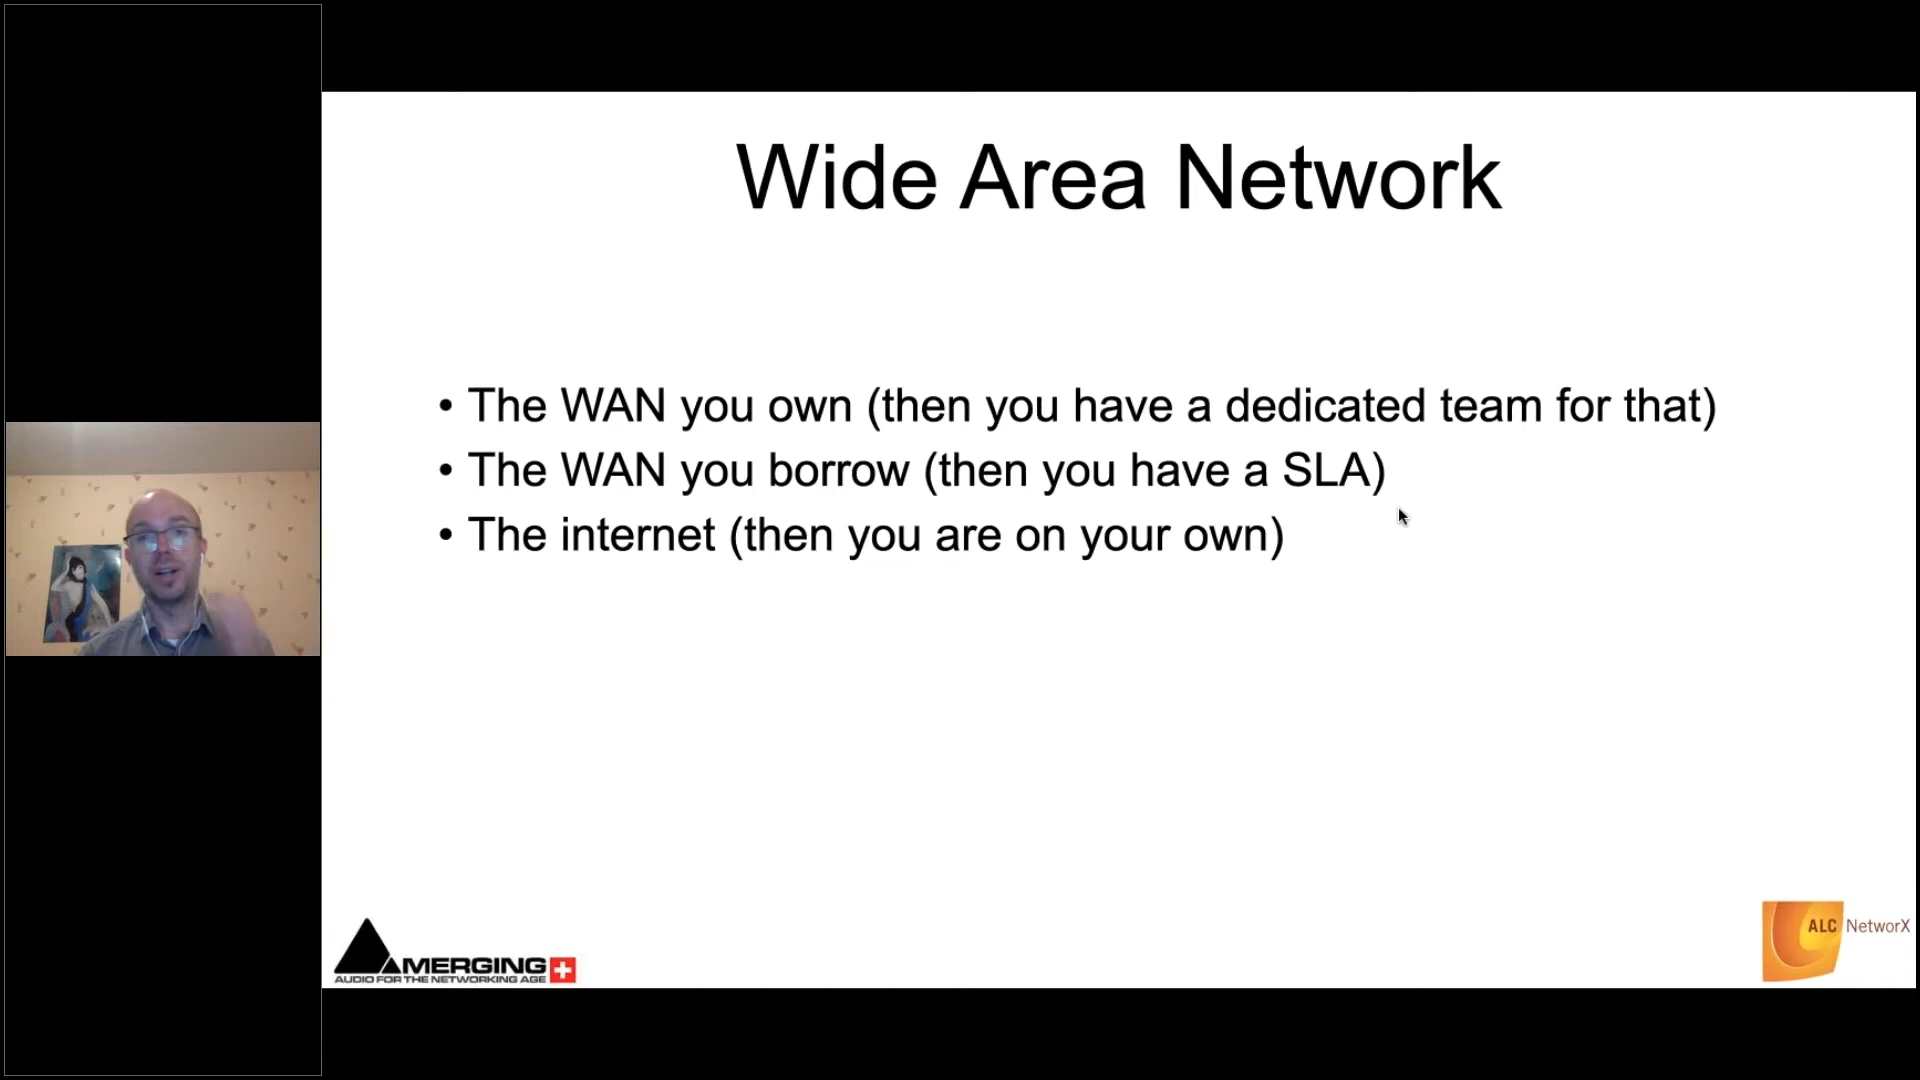 Wide Area Network
• The WAN you own (then you have a dedicated team for that)
• The WAN you borrow (then you have a SLA)
• The internet (then you are on your own)
MERGING
AUDIO FOR THE NETWORKING AGE
ALC NetworX